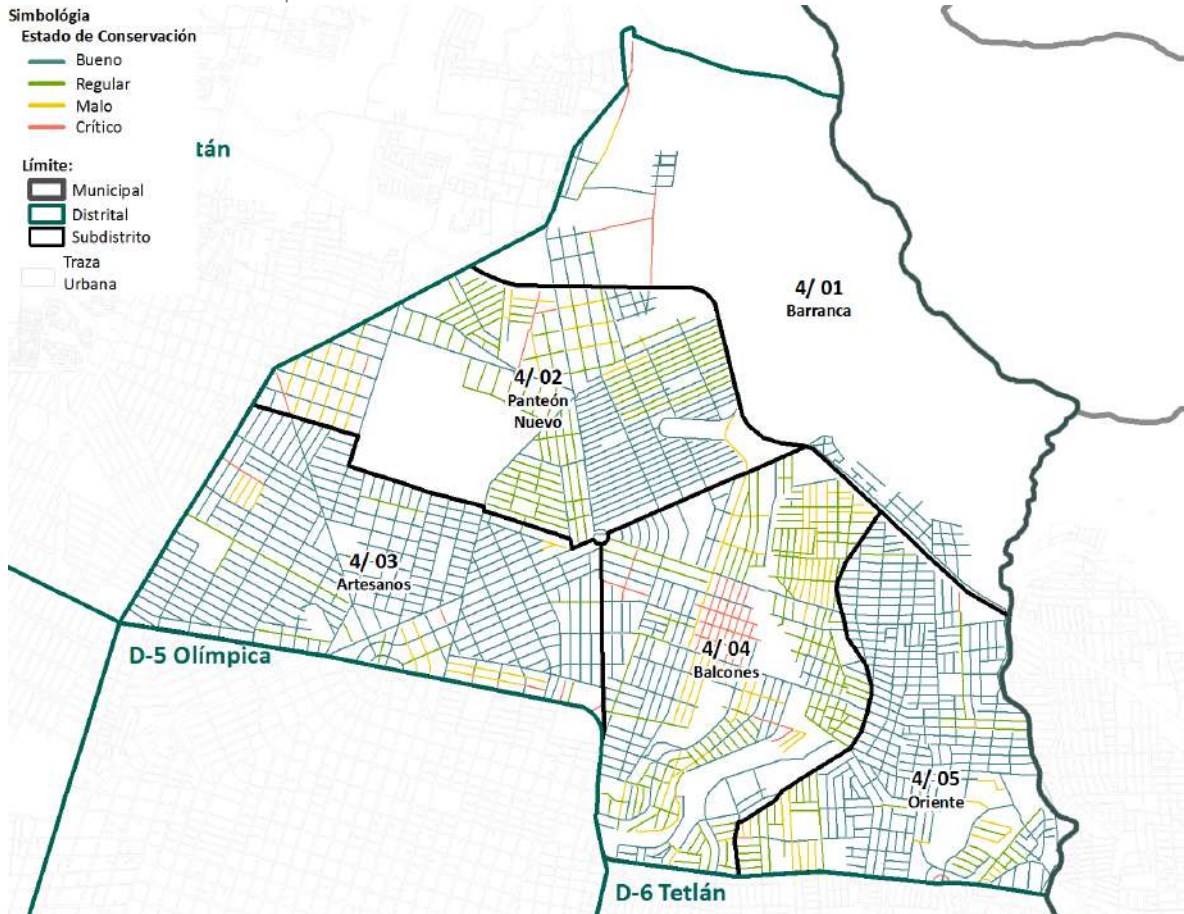 Simbológia
Estado de Conservación
Bueno
Regular
Malo
Crítico
Límite:
Municipal
Distrital
Subdistrito
Traza
Urbana
tán
4/ 01
Barranca
4/ 02
Panteón
Nuevo
4/ 03
Artesanos
4/ 04
Balcones
4/ 05
Oriente
D-5 Olímpica
D-6 Tetlán